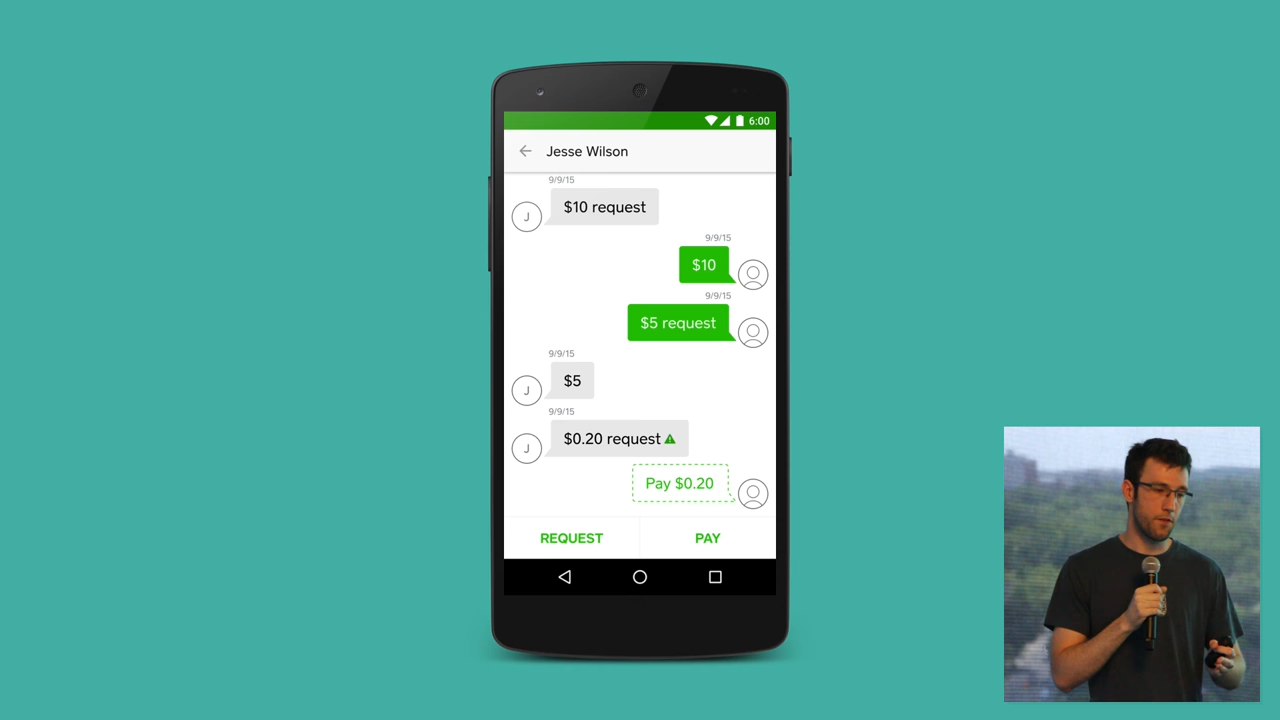 6:00
Jesse Wilson
9/9/15
J
$10 request
9/9/15
$10
9/9/15
$5 request
9/9/15
J
$5
9/9/15
J
$0.20 request
Pay $0.20
REQUEST
PAY